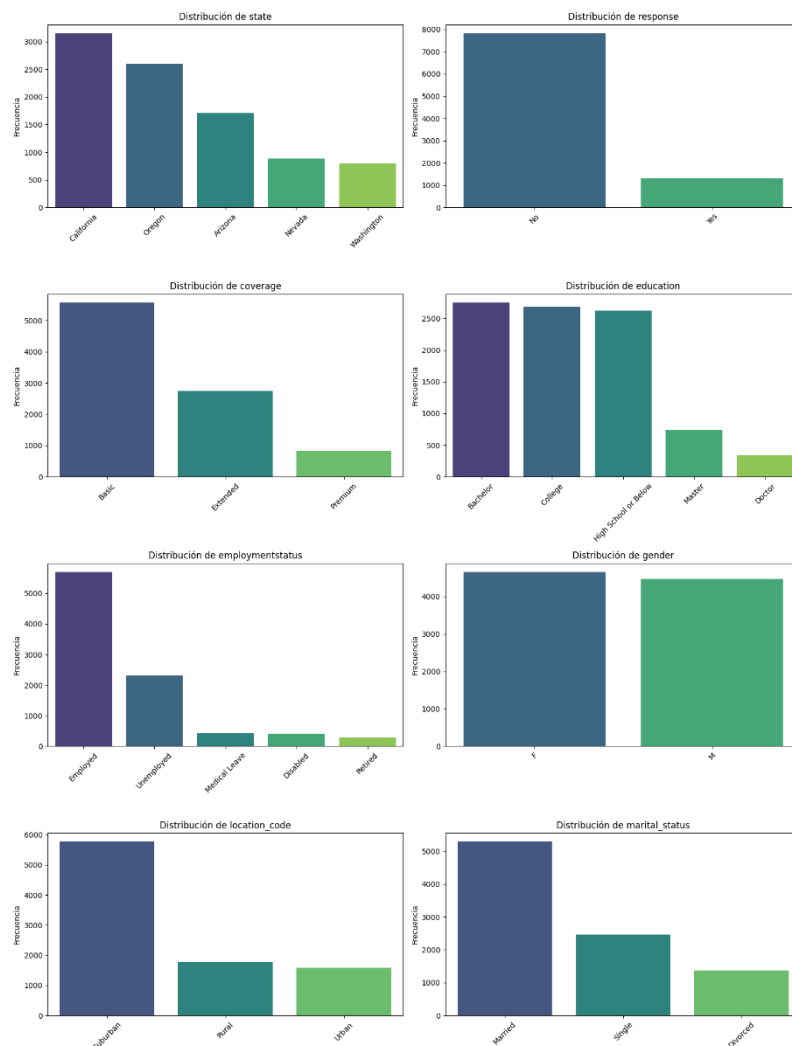 Distribución de state
Frecuencia
3000
2500
2000
1500
1000
500
0
California
Oregon
Arizona
Nevada
Washington
Distribución de response
Frecuencia
8000
7000
6000
5000
4000
3000
2000
1000
0
No
Yes
Distribución de coverage
Frecuencia
5000
4000
3000
2000
1000
0
Basic
Extended
Premium
Distribución de education
Frecuencia
2500
2000
1500
1000
500
0
Bachelor
College
High School or Below
Master
Doctor
Distribución de employmentstatus
Frecuencia
5000
4000
3000
2000
1000
0
Employed
Unemployed
Medical Leave
Disabled
Retired
Distribución de gender
Frecuencia
4000
3000
2000
1000
0
F
M
Distribución de location_code
Frecuencia
6000
5000
4000
3000
2000
1000
0
Suburban
Rural
Urban
Distribución de marital_status
Frecuencia
5000
4000
3000
2000
1000
0
Married
Single
Divorced